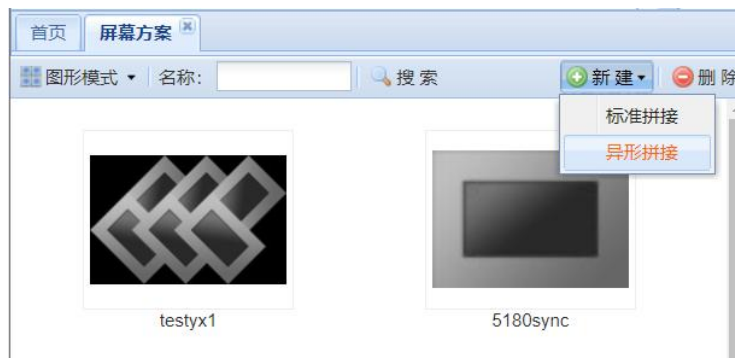 首页 屏幕方案
图形模式 名称: 搜 索 新 建 删 除
标准拼接
异形拼接
testyx1 5180sync